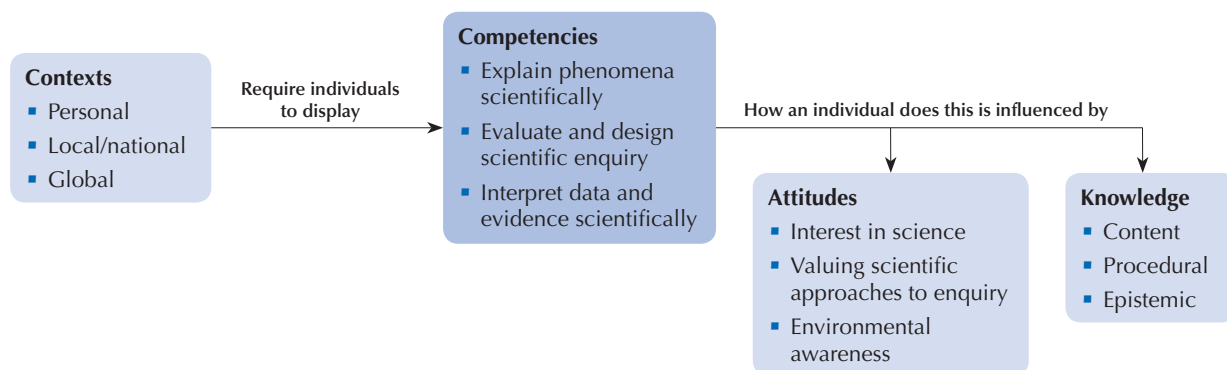 Contexts
▪ Personal
▪ Local/national
▪ Global
Require individuals
to display
Competencies
▪ Explain phenomena
scientifically
▪ Evaluate and design
scientific enquiry
▪ Interpret data and
evidence scientifically
How an individual does this is influenced by
Attitudes
▪ Interest in science
▪ Valuing scientific
approaches to enquiry
▪ Environmental
awareness
Knowledge
▪ Content
▪ Procedural
▪ Epistemic